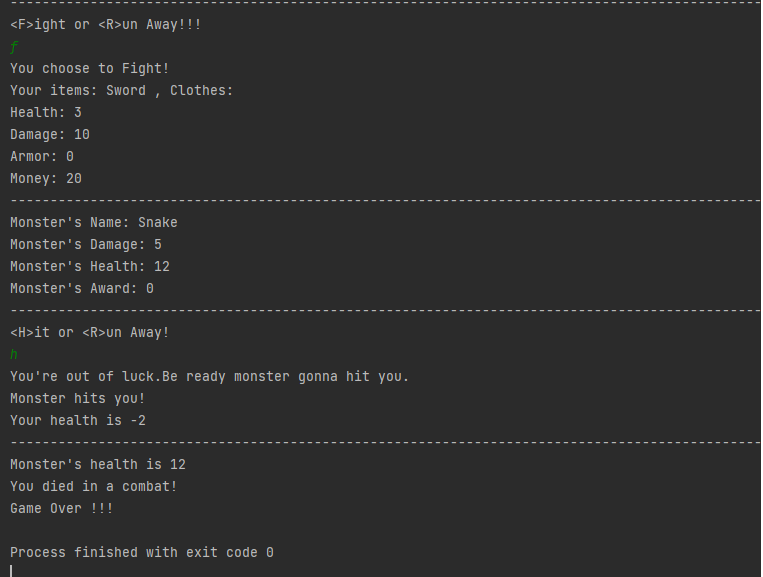 --------------------------------------------------------------------------------------
<F>ight or <R>un Away!!!
f
You choose to Fight!
Your items: Sword , Clothes:
Health: 3
Damage: 10
Armor: 0
Money: 20
--------------------------------------------------------------------------------------
Monster's Name: Snake
Monster's Damage: 5
Monster's Health: 12
Monster's Award: 0
--------------------------------------------------------------------------------------
<H>it or <R>un Away!
h
You're out of luck.Be ready monster gonna hit you.
Monster hits you!
Your health is -2
--------------------------------------------------------------------------------------
Monster's health is 12
You died in a combat!
Game Over !!!
Process finished with exit code 0